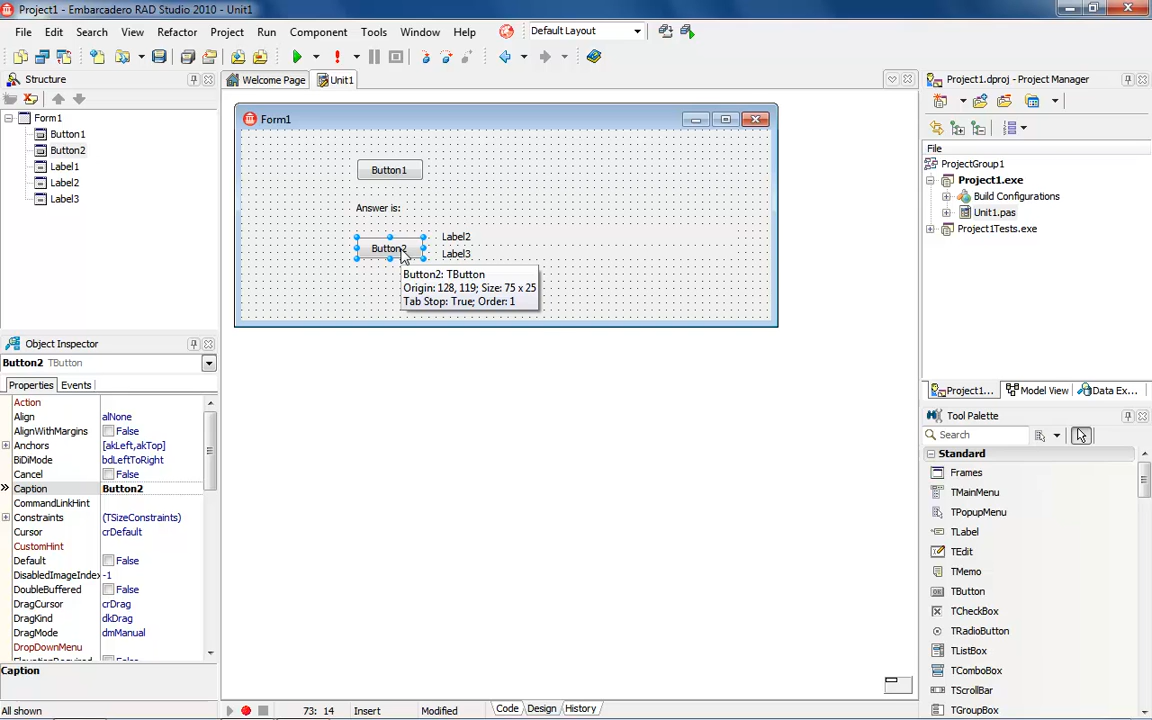 Project1 - Embarcadero RAD Studio 2010 - Unit1
File Edit Search View Refactor Project Run Component Tools Window Help Default Layout
Structure
Form1
Button1
Button2
Label1
Label2
Label3
Object Inspector
Button2 TButton
Properties Events
Action
Align alNone
AlignWithMargins False
Anchors [akLeft,akTop]
BiDiMode bdLeftToRight
Cancel False
Caption Button2
CommandLinkHint
Constraints (TSizeConstraints)
Cursor crDefault
CustomHint
Default False
DisabledImageIndex -1
DoubleBuffered False
DragCursor crDrag
DragKind dkDrag
DragMode dmManual
DropDownMenu
False
Caption
All shown
Welcome Page Unit1
Form1
Button1
Answer is:
Button2
Label2
Label3
Button2: TButton
Origin: 128, 119; Size: 75 x 25
Tab Stop: True; Order: 1
73: 14 Insert Modified Code Design History
Project1.dproj - Project Manager
File
ProjectGroup1
Project1.exe
Build Configurations
Unit1.pas
Project1Tests.exe
Project1... Model View Data Ex...
Tool Palette
Search
Standard
Frames
TMainMenu
TPopupMenu
TLabel
TEdit
TMemo
TButton
TCheckBox
TRadioButton
TListBox
TComboBox
TScrollBar
TGroupBox